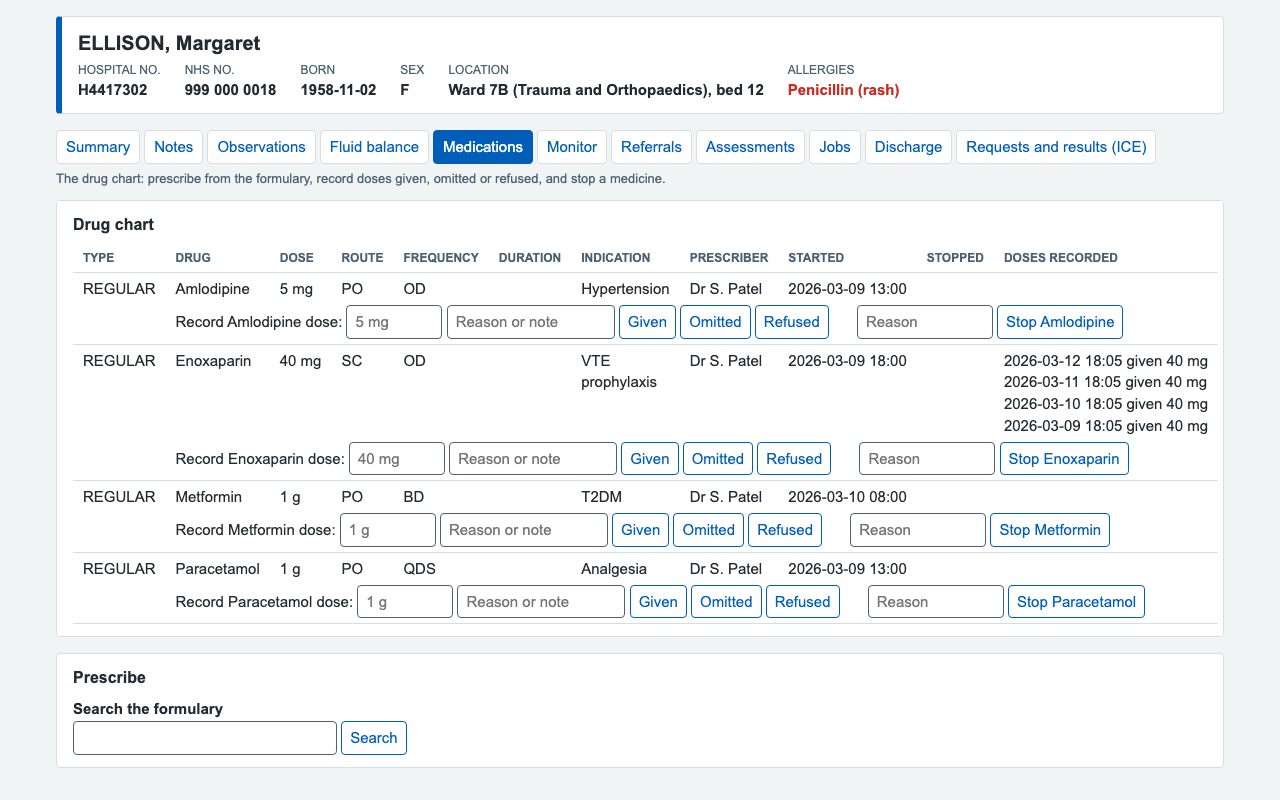 ELLISON, Margaret
HOSPITAL NO. NHS NO. BORN SEX LOCATION ALLERGIES
H4417302 999 000 0018 1958-11-02 F Ward 7B (Trauma and Orthopaedics), bed 12 Penicillin (rash)
Summary Notes Observations Fluid balance Medications Monitor Referrals Assessments Jobs Discharge Requests and results (ICE)
The drug chart: prescribe from the formulary, record doses given, omitted or refused, and stop a medicine.
Drug chart
TYPE DRUG DOSE ROUTE FREQUENCY DURATION INDICATION PRESCRIBER STARTED STOPPED DOSES RECORDED
REGULAR Amlodipine 5 mg PO OD Hypertension Dr S. Patel 2026-03-09 13:00
Record Amlodipine dose: 5 mg Reason or note Given Omitted Refused Reason Stop Amlodipine
REGULAR Enoxaparin 40 mg SC OD VTE Dr S. Patel 2026-03-09 18:00 2026-03-12 18:05 given 40 mg
prophylaxis 2026-03-11 18:05 given 40 mg
2026-03-10 18:05 given 40 mg
2026-03-09 18:05 given 40 mg
Record Enoxaparin dose: 40 mg Reason or note Given Omitted Refused Reason Stop Enoxaparin
REGULAR Metformin 1 g PO BD T2DM Dr S. Patel 2026-03-10 08:00
Record Metformin dose: 1 g Reason or note Given Omitted Refused Reason Stop Metformin
REGULAR Paracetamol 1 g PO QDS Analgesia Dr S. Patel 2026-03-09 13:00
Record Paracetamol dose: 1 g Reason or note Given Omitted Refused Reason Stop Paracetamol
Prescribe
Search the formulary
Search